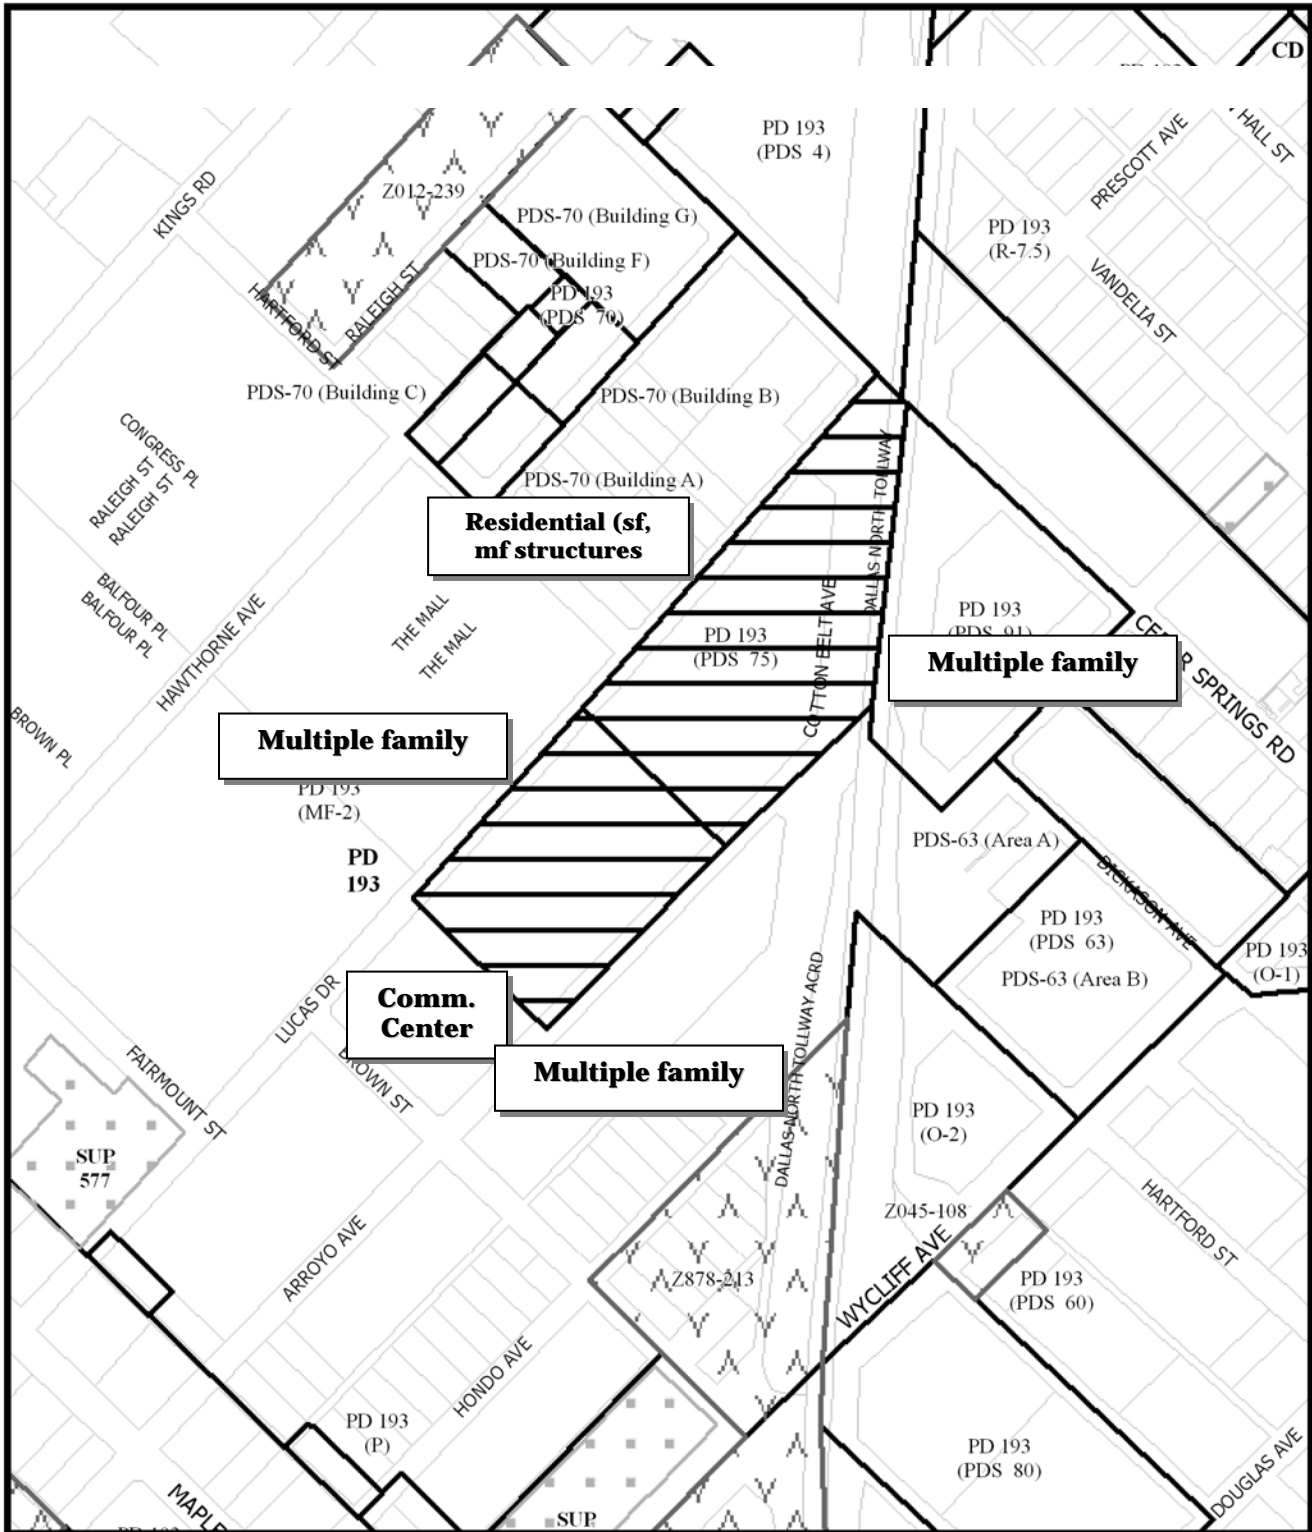 CD
PD 193
(PDS 4)
HALL ST
PRESCOTT AVE
KINGS RD
Z012-239
PDS-70 (Building G)
PD 193
(R-7.5)
PDS-70 (Building F)
PD 193
(PDS 70)
VANDELIA ST
RALEIGH ST
HARTFORD ST
PDS-70 (Building C)
PDS-70 (Building B)
CONGRESS PL
RALEIGH ST
RALEIGH ST
PDS-70 (Building A)
DALLAS NORTH TOLLWAY
Residential (sf,
mf structures
BALFOUR PL
BALFOUR PL
HAWTHORNE AVE
THE MALL
THE MALL
PD 193
(PDS 75)
COTTON BELT AVE
PD 193
(PDS 91)
Multiple family
SPRINGS RD
BROWN PL
Multiple family
PD 193
(MF-2)
PD
193
PDS-63 (Area A)
DICKASON AVE
PD 193
(PDS 63)
PDS-63 (Area B)
PD 193
(O-1)
LUCAS DR
Comm.
Center
DALLAS NORTH TOLLWAY ACRD
Multiple family
BROWN ST
FAIRMOUNT ST
PD 193
(O-2)
SUP
577
HARTFORD ST
Z045-108
WYCLIFF AVE
ARROYO AVE
Z878-213
PD 193
(PDS 60)
HONDO AVE
PD 193
(P)
PD 193
(PDS 80)
DOUGLAS AVE
MAPLE
SUP